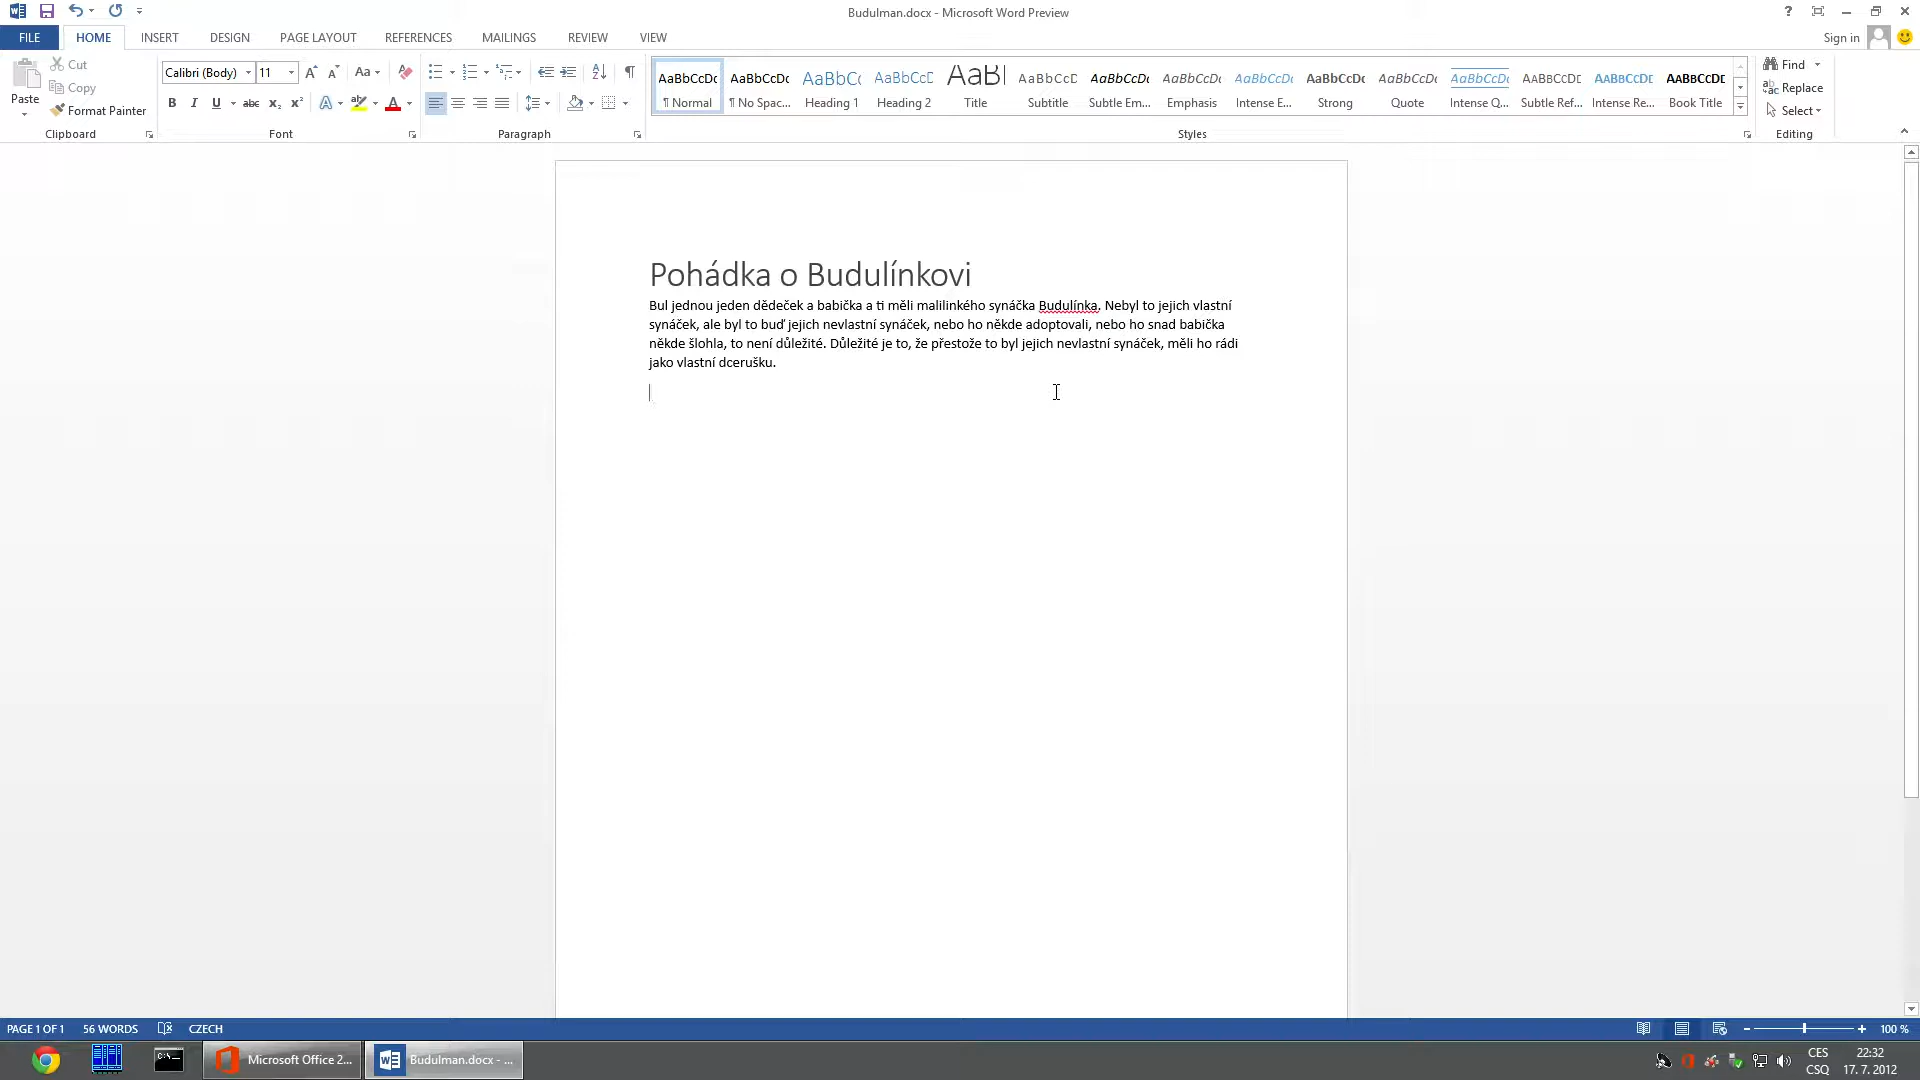 Budulman.docx - Microsoft Word Preview
FILE HOME INSERT DESIGN PAGE LAYOUT REFERENCES MAILINGS REVIEW VIEW Sign in
Paste
Cut
Copy
Format Painter
Clipboard
Calibri (Body) 11
Font
Paragraph
AaBbCcDc AaBbCcDc AaBbC AaBbCcD AaBl AaBbCcD AaBbCcDc AaBbCcDc AaBbCcDc AaBbCcDc AaBbCcDc AaBbCcDc AABBCCDE AABBCCDE AABBCCDE
¶ Normal ¶ No Spac... Heading 1 Heading 2 Title Subtitle Subtle Em... Emphasis Intense E... Strong Quote Intense Q... Subtle Ref... Intense Re... Book Title
Styles
Find
Replace
Select
Editing
Pohádka o Budulínkovi
Bul jednou jeden dědeček a babička a ti měli malilinkého synáčka Budulínka. Nebyl to jejich vlastní
synáček, ale byl to buď jejich nevlastní synáček, nebo ho někde adoptovali, nebo ho snad babička
někde šlohla, to není důležité. Důležité je to, že přestože to byl jejich nevlastní synáček, měli ho rádi
jako vlastní dcerušku.
PAGE 1 OF 1 56 WORDS CZECH 100 %
Microsoft Office 2... Budulman.docx - ...
CES 22:32
CSQ 17. 7. 2012